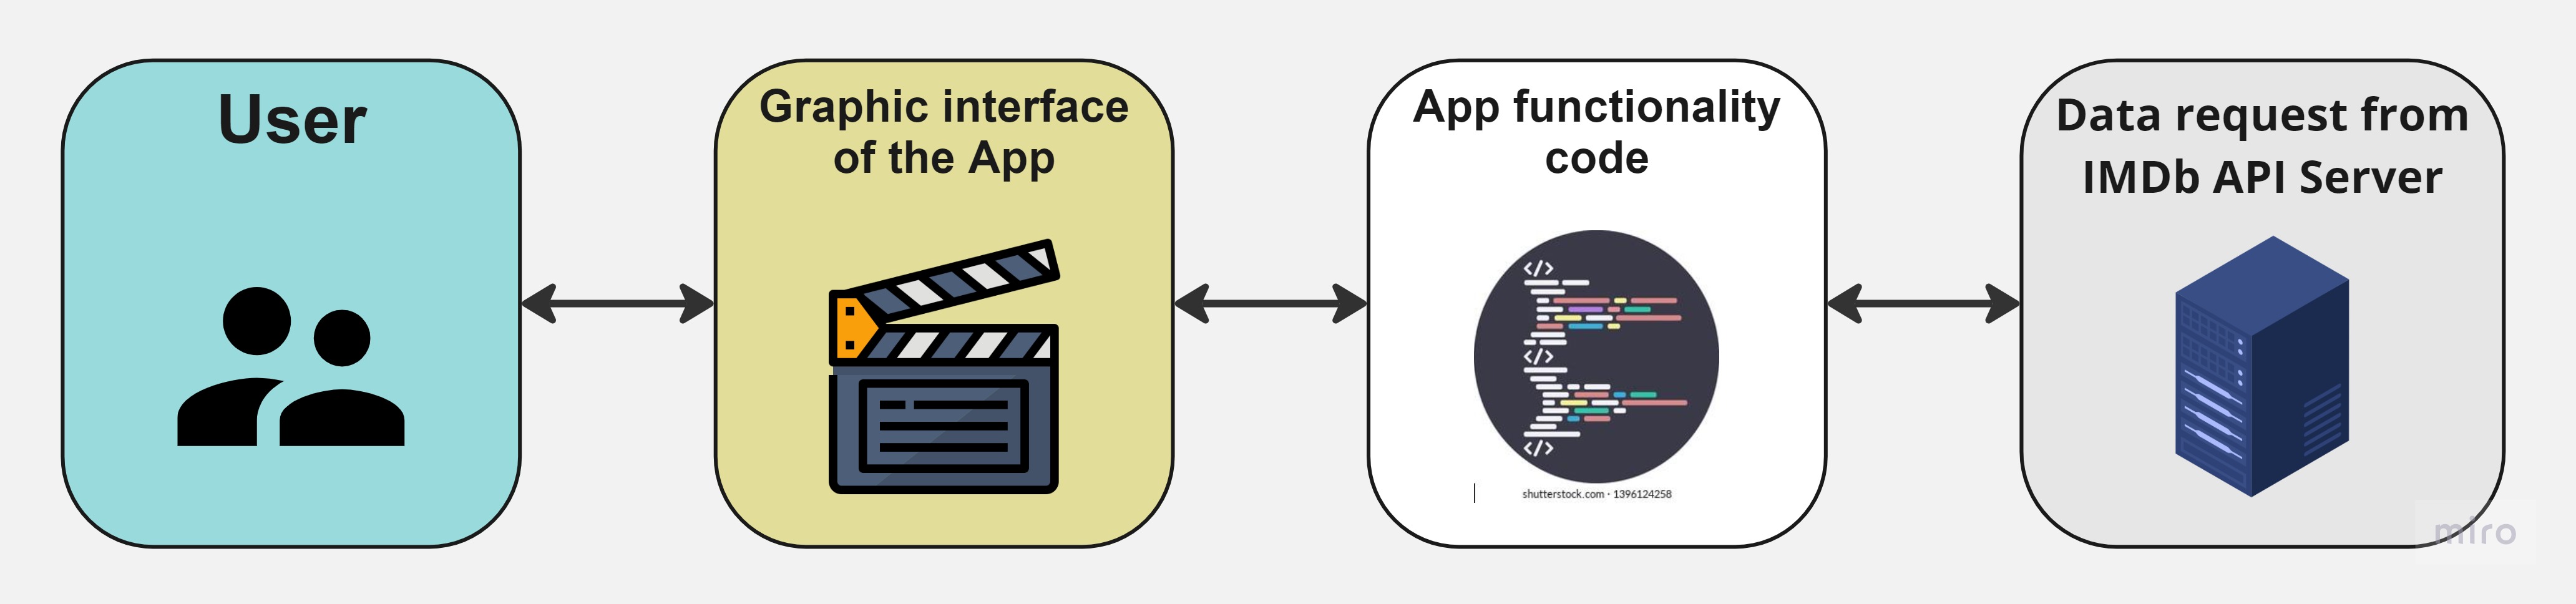 User
Graphic interface
of the App
App functionality
code
</>
</>
</>
shutterstock.com · 1396124258
Data request from
IMDb API Server
miro